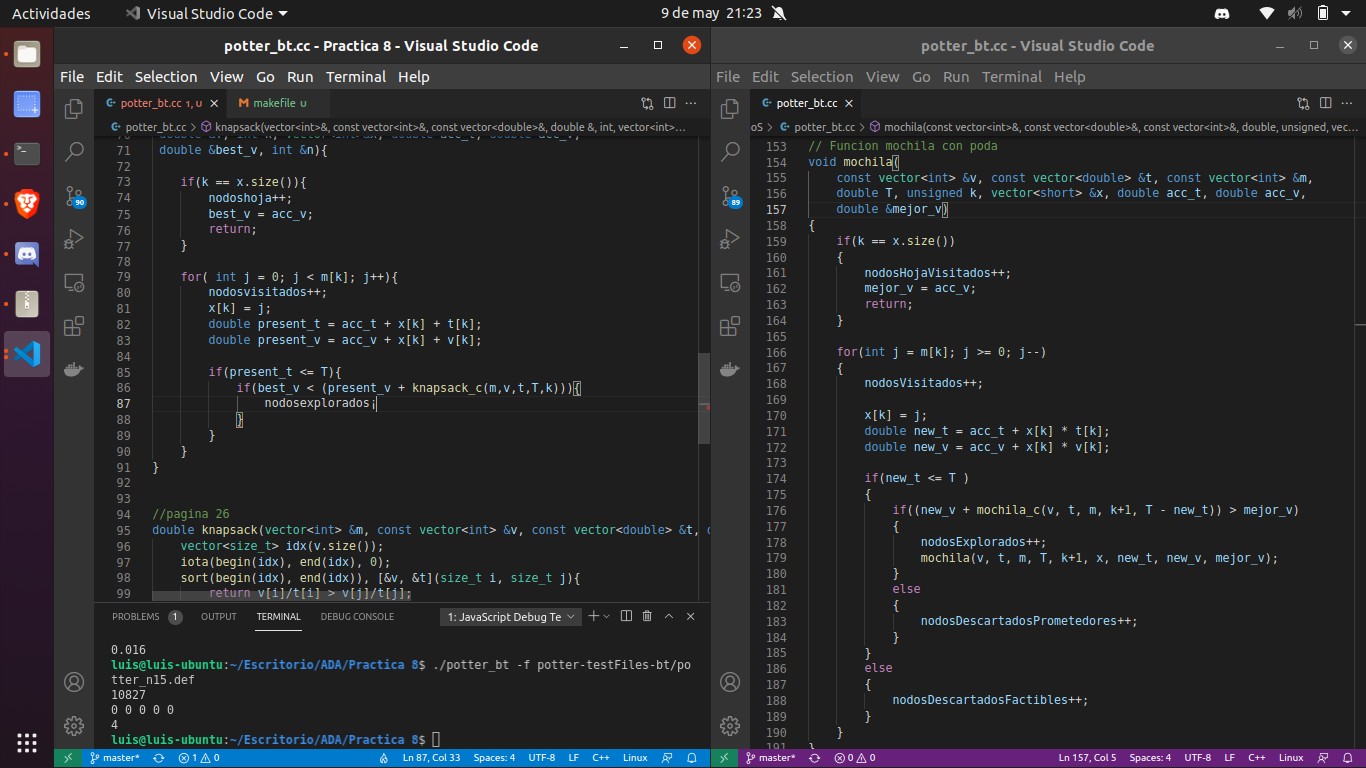 Actividades Visual Studio Code 9 de may 21:23
potter_bt.cc - Practica 8 - Visual Studio Code
File Edit Selection View Go Run Terminal Help
potter_bt.cc 1, U makefile U
potter_bt.cc > knapsack(vector<int>&, const vector<int>&, const vector<double>&, double &, int, vector<int>...
71 double &best_v, int &n){
72
73 if(k == x.size()){
74 nodoshoja++;
75 best_v = acc_v;
76 return;
77 }
78
79 for( int j = 0; j < m[k]; j++){
80 nodosvisitados++;
81 x[k] = j;
82 double present_t = acc_t + x[k] + t[k];
83 double present_v = acc_v + x[k] + v[k];
84
85 if(present_t <= T){
86 if(best_v < (present_v + knapsack_c(m,v,t,T,k))){
87 nodosexplorados;
88 }
89 }
90 }
91 }
92
93
94 //pagina 26
95 double knapsack(vector<int> &m, const vector<int> &v, const vector<double> &t,
96 vector<size_t> idx(v.size());
97 iota(begin(idx), end(idx), 0);
98 sort(begin(idx), end(idx)), [&v, &t](size_t i, size_t j){
99 return v[i]/t[i] > v[j]/t[j];
PROBLEMS 1 OUTPUT TERMINAL DEBUG CONSOLE 1: JavaScript Debug Te
0.016
luis@luis-ubuntu:~/Escritorio/ADA/Practica 8$ ./potter_bt -f potter-testFiles-bt/po
tter_n15.def
10827
0 0 0 0 0
4
luis@luis-ubuntu:~/Escritorio/ADA/Practica 8$
90
master* 1 0 Ln 87, Col 33 Spaces: 4 UTF-8 LF C++ Linux
potter_bt.cc - Visual Studio Code
File Edit Selection View Go Run Terminal Help
potter_bt.cc
oS > potter_bt.cc > mochila(const vector<int>&, const vector<double>&, const vector<int>&, double, unsigned, vec...
153 // Funcion mochila con poda
154 void mochila(
155 const vector<int> &v, const vector<double> &t, const vector<int> &m,
156 double T, unsigned k, vector<short> &x, double acc_t, double acc_v,
157 double &mejor_v)
158 {
159 if(k == x.size())
160 {
161 nodosHojaVisitados++;
162 mejor_v = acc_v;
163 return;
164 }
165
166 for(int j = m[k]; j >= 0; j--)
167 {
168 nodosVisitados++;
169
170 x[k] = j;
171 double new_t = acc_t + x[k] * t[k];
172 double new_v = acc_v + x[k] * v[k];
173
174 if(new_t <= T )
175 {
176 if((new_v + mochila_c(v, t, m, k+1, T - new_t)) > mejor_v)
177 {
178 nodosExplorados++;
179 mochila(v, t, m, T, k+1, x, new_t, new_v, mejor_v);
180 }
181 else
182 {
183 nodosDescartadosPrometedores++;
184 }
185 }
186 else
187 {
188 nodosDescartadosFactibles++;
189 }
190 }
191 }
89
master* 0 0 Ln 157, Col 5 Spaces: 4 UTF-8 LF C++ Linux